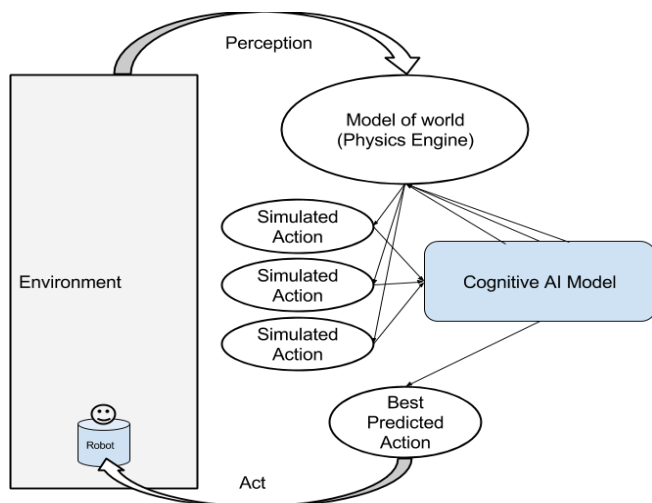 Perception
Model of world
(Physics Engine)
Simulated
Action
Simulated
Action
Simulated
Action
Environment
Cognitive AI Model
Best
Predicted
Action
Robot
Act